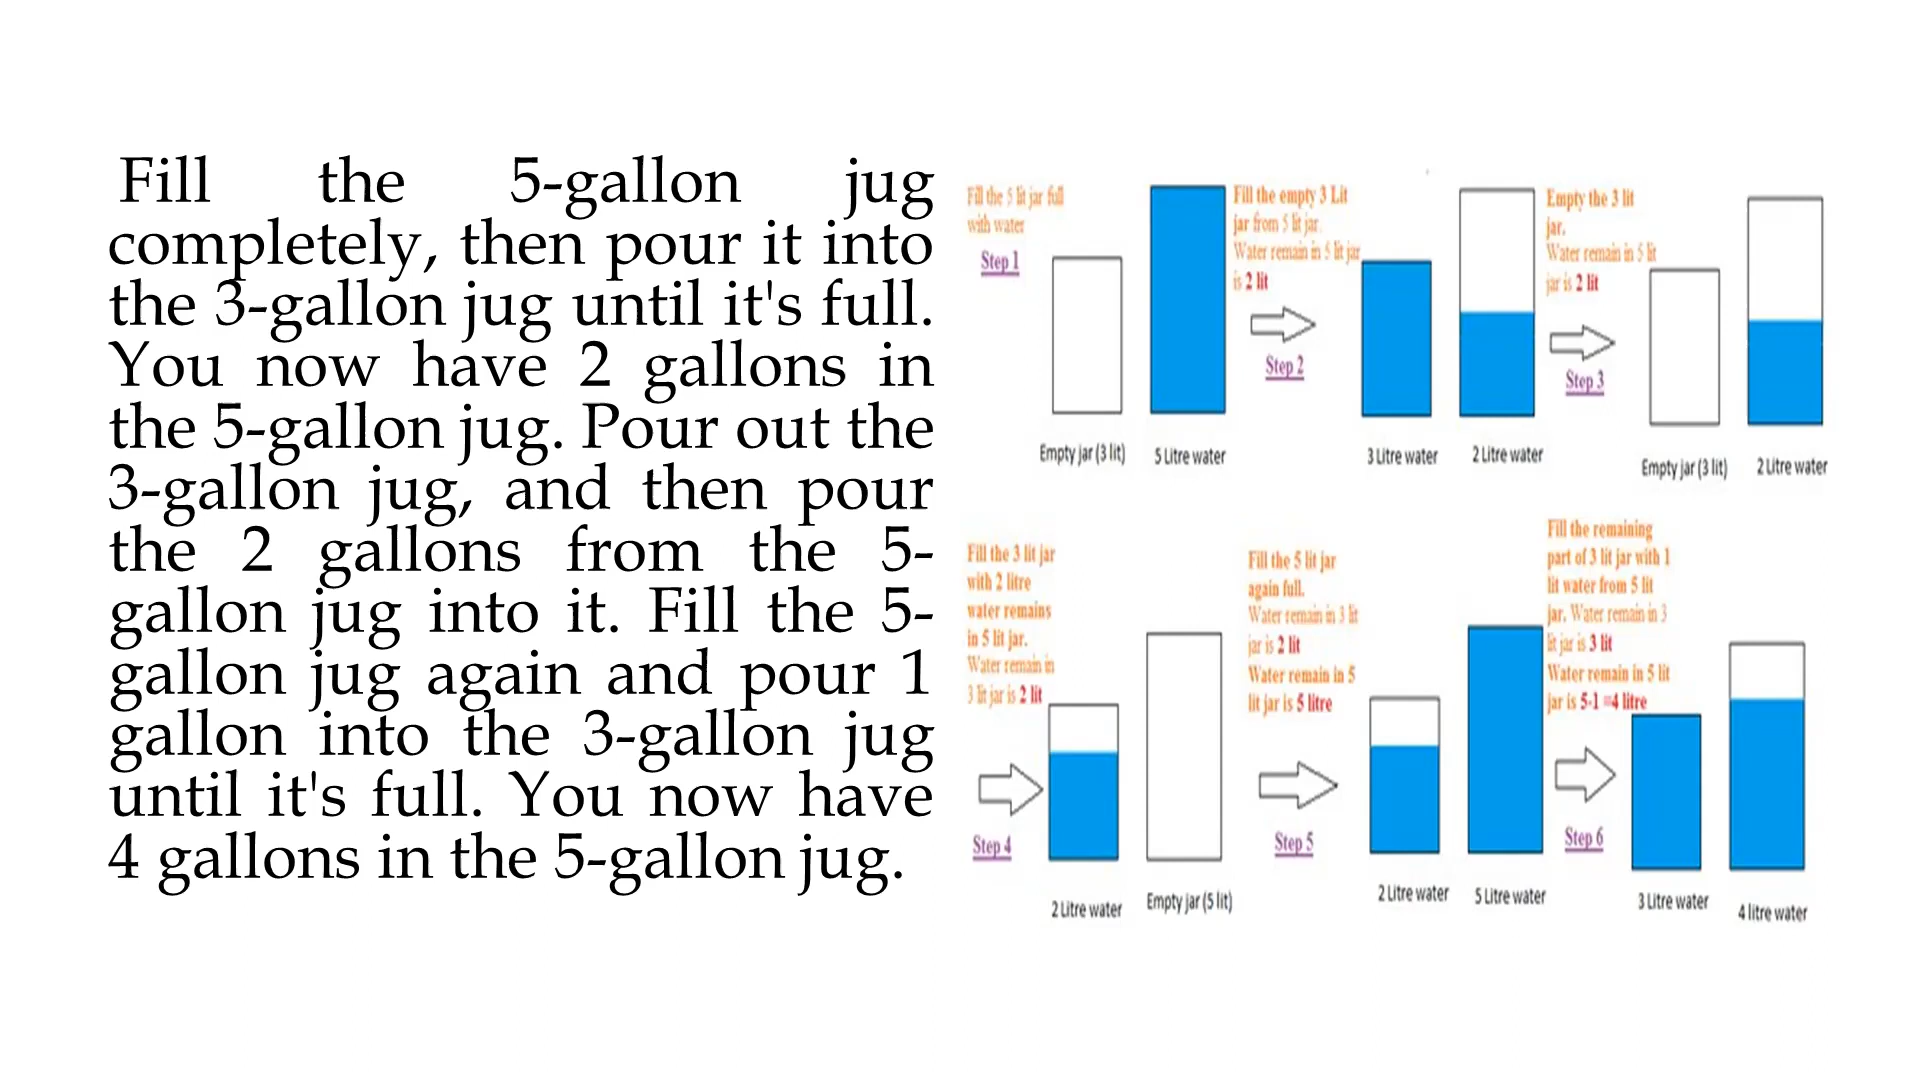 Fill the 5-gallon jug
completely, then pour it into
the 3-gallon jug until it's full.
You now have 2 gallons in
the 5-gallon jug. Pour out the
3-gallon jug, and then pour
the 2 gallons from the 5-
gallon jug into it. Fill the 5-
gallon jug again and pour 1
gallon into the 3-gallon jug
until it's full. You now have
4 gallons in the 5-gallon jug.
Fill the 5 lit jar full
with water
Step 1
Empty jar (3 lit)
5 Litre water
Fill the empty 3 Lit
jar from 5 lit jar.
Water remain in 5 lit jar
is 2 lit
Step 2
3 Litre water
2 Litre water
Empty the 3 lit
jar.
Water remain in 5 lit
jar is 2 lit
Step 3
Empty jar (3 lit)
2 Litre water
Fill the 3 lit jar
with 2 litre
water remains
in 5 lit jar.
Water remain in
3 lit jar is 2 lit
Step 4
2 Litre water
Empty jar (5 lit)
Fill the 5 lit jar
again full.
Water remain in 3 lit
jar is 2 lit
Water remain in 5
lit jar is 5 litre
Step 5
2 Litre water
5 Litre water
Fill the remaining
part of 3 lit jar with 1
lit water from 5 lit
jar. Water remain in 3
lit jar is 3 lit
Water remain in 5 lit
jar is 5-1 =4 litre
Step 6
3 Litre water
4 litre water